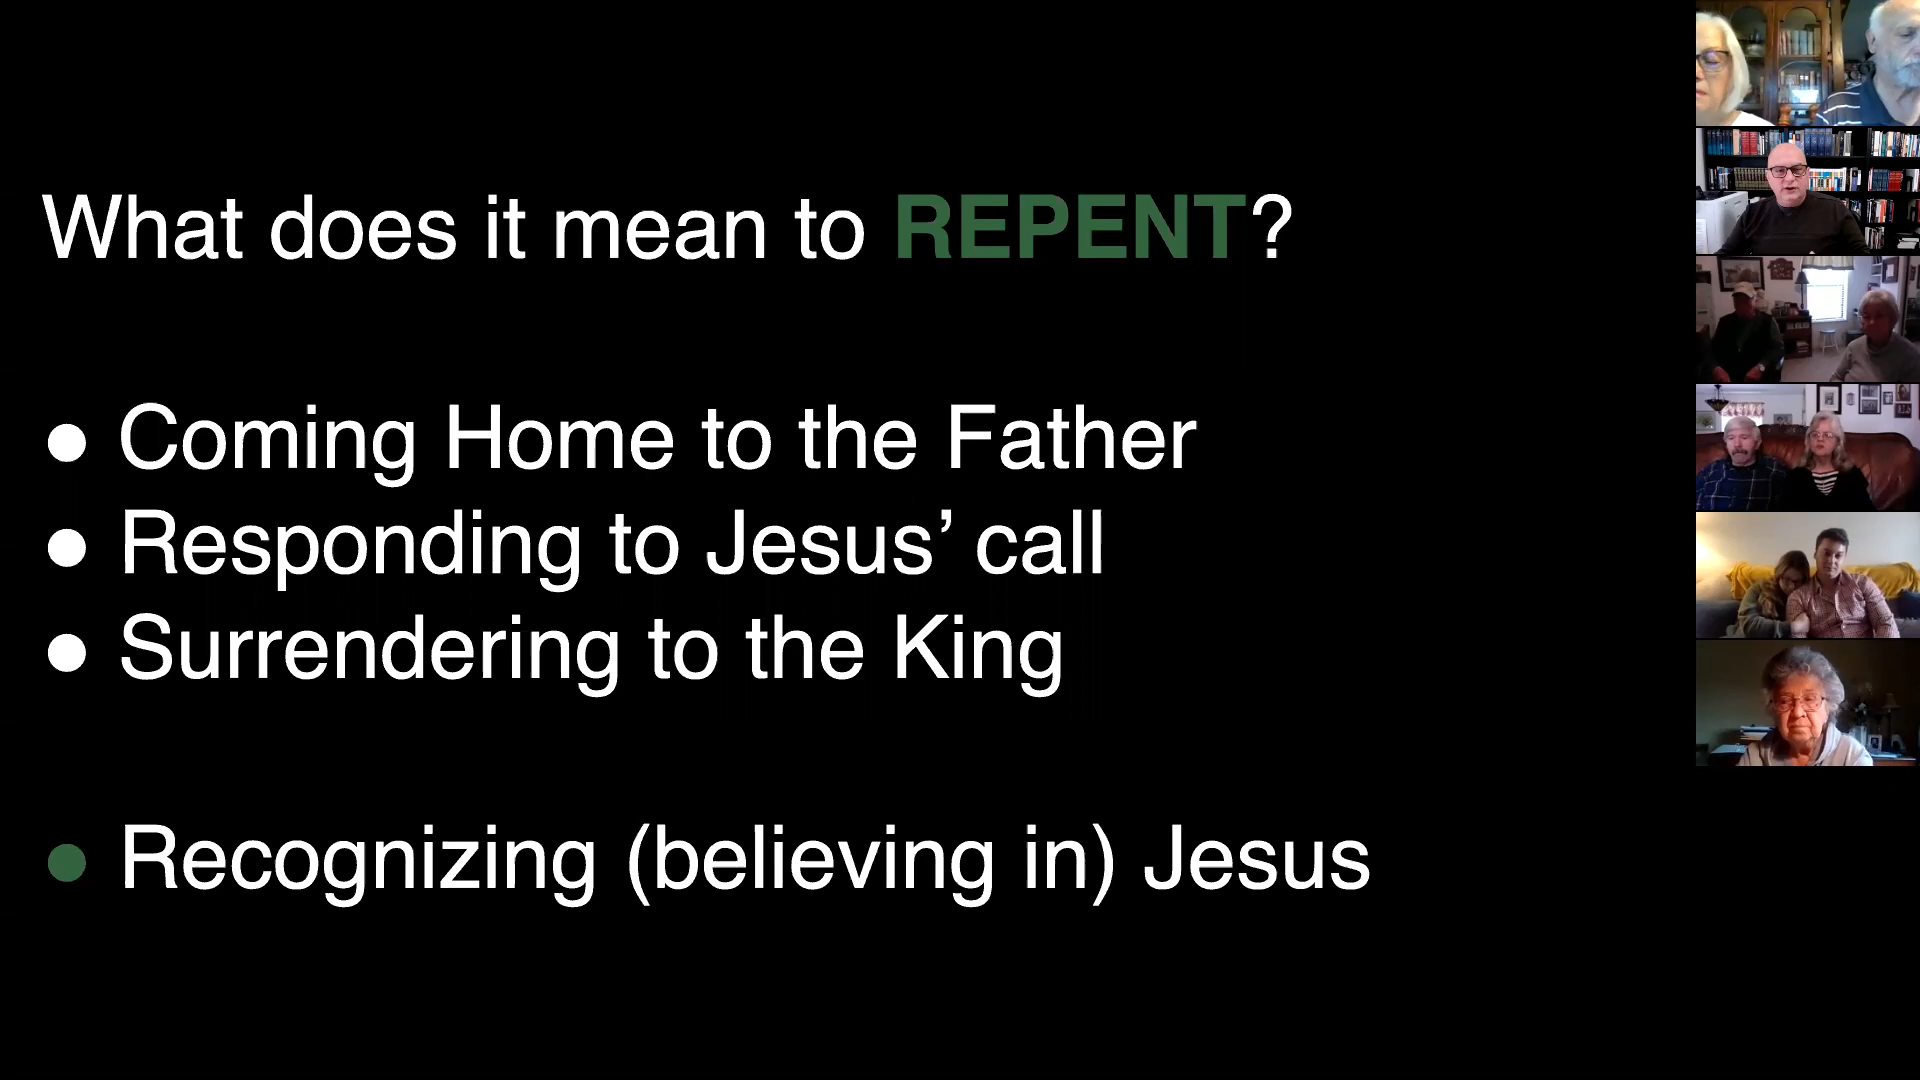 What does it mean to REPENT?
● Coming Home to the Father
● Responding to Jesus’ call
● Surrendering to the King
● Recognizing (believing in) Jesus